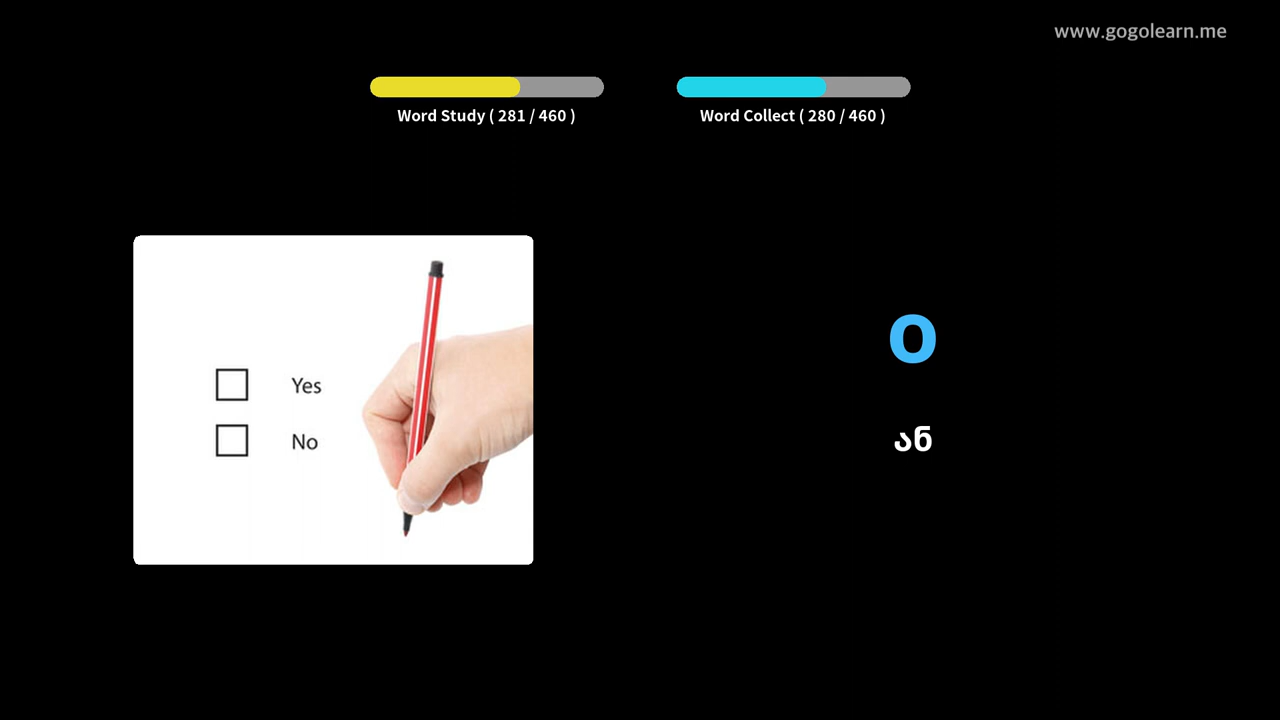 www.gogolearn.me
Word Study ( 281 / 460 )
Word Collect ( 280 / 460 )
Yes
No
o
ან